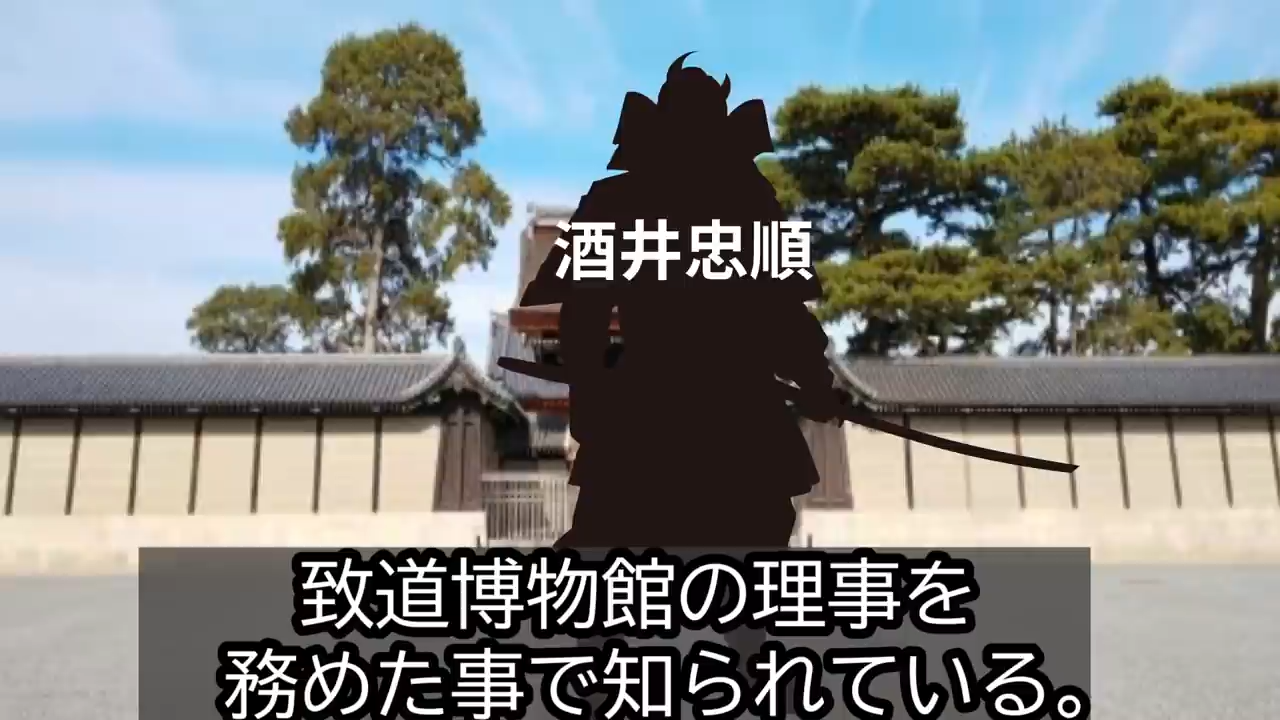 酒井忠順
致道博物館の理事を
務めた事で知られている。